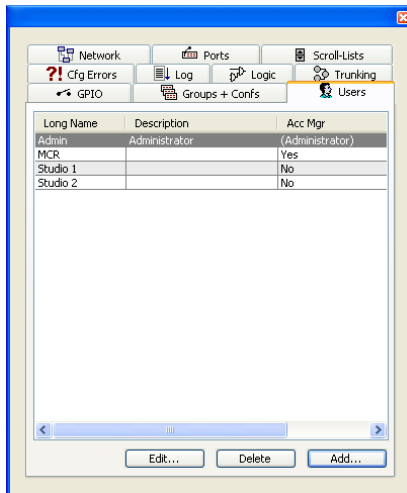 Network Ports Scroll-Lists
?! Cfg Errors Log Logic Trunking
GPIO Groups + Confs Users
Long Name Description Acc Mgr
Admin Administrator (Administrator)
MCR Yes
Studio 1 No
Studio 2 No
Edit... Delete Add...